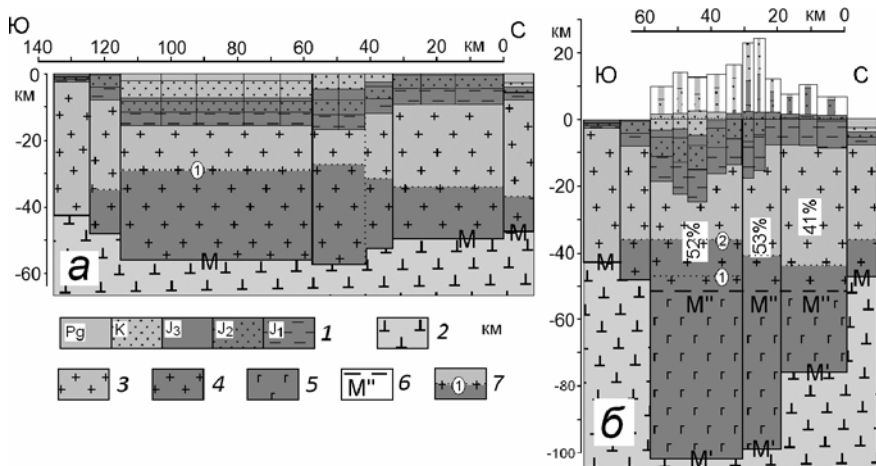 Ю С
140 120 100 80 60 40 20 км 0
0
км
-20
-40
-60
1
М М М
а
Pg К J3 J2 J1 1
2 км
3
4
5
М" 6
1 7
60 40 20 км 0
км
20
Ю С
0
-20
-40
-60
-80
-100
52% 53% 41%
2
1
М М
М" М" М"
М' М' М'
б